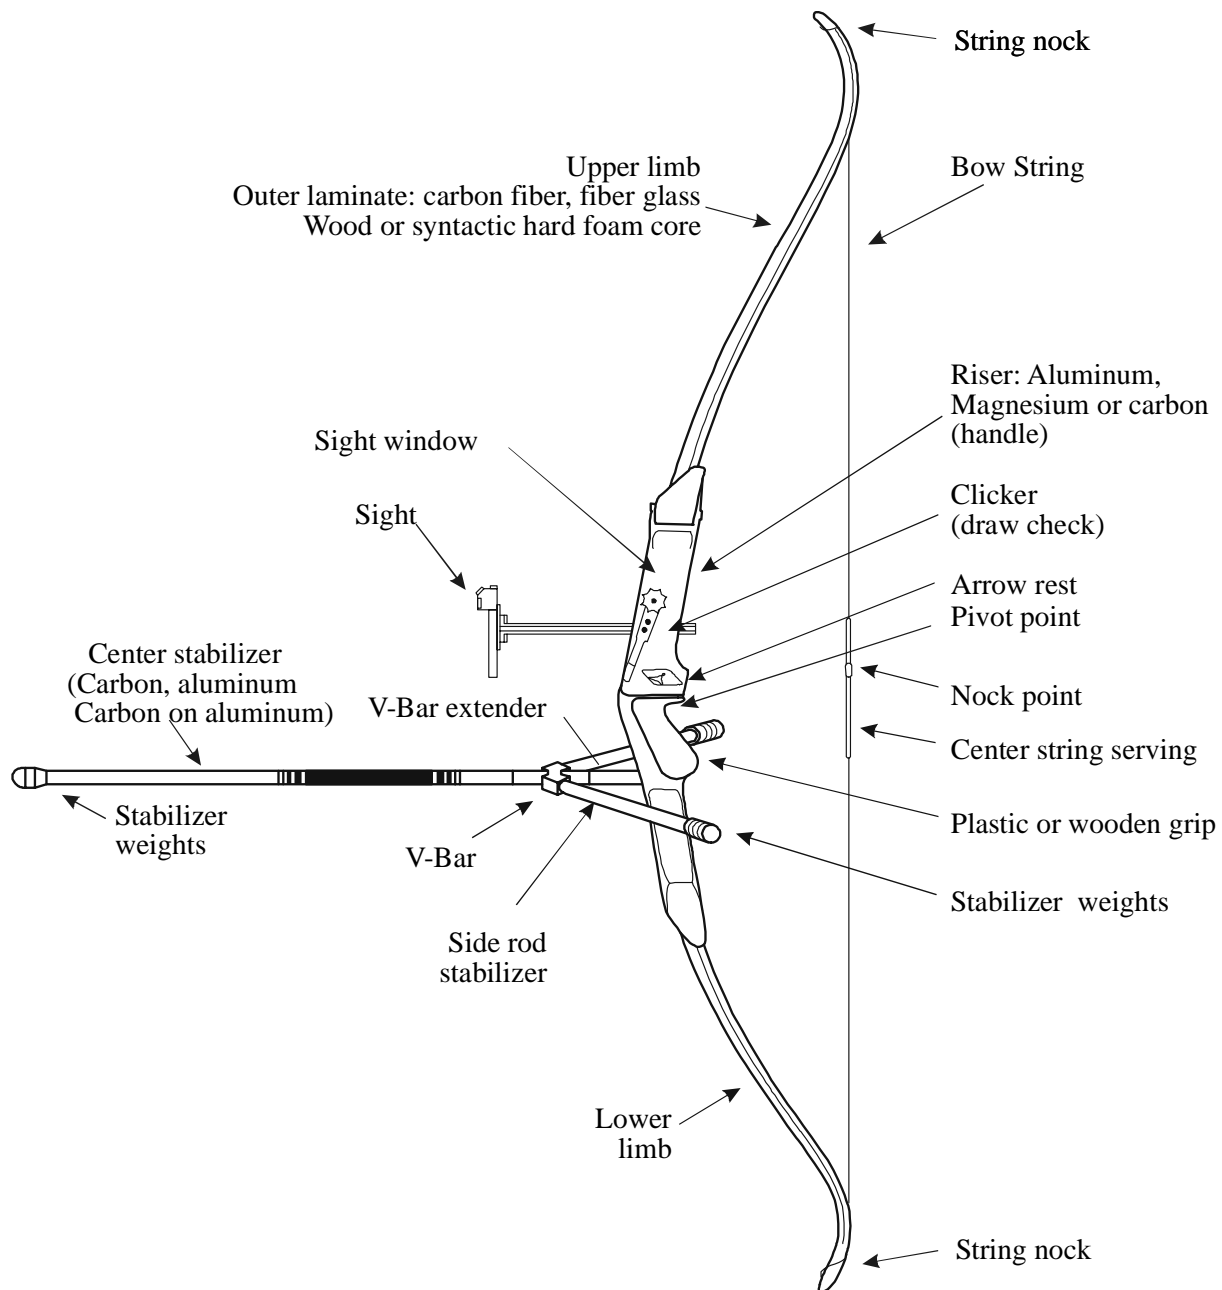 String nock
Upper limb
Outer laminate: carbon fiber, fiber glass
Wood or syntactic hard foam core
Bow String
Riser: Aluminum,
Magnesium or carbon
(handle)
Sight window
Sight
Clicker
(draw check)
Arrow rest
Pivot point
Center stabilizer
(Carbon, aluminum
Carbon on aluminum)
V-Bar extender
Nock point
Center string serving
Stabilizer
weights
V-Bar
Plastic or wooden grip
Stabilizer weights
Side rod
stabilizer
Lower
limb
String nock